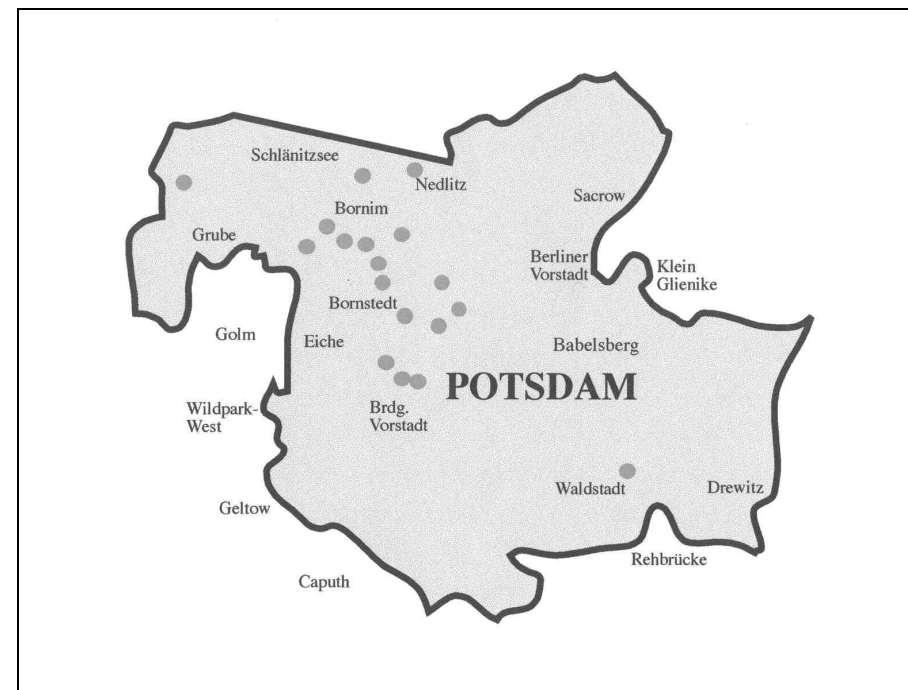 Schlänitzsee
Nedlitz
Sacrow
Bornim
Grube
Berliner
Vorstadt
Klein
Glienike
Bornstedt
Golm
Eiche
Babelsberg
POTSDAM
Wildpark-
West
Brdg.
Vorstadt
Waldstadt
Drewitz
Geltow
Rehbrücke
Caputh